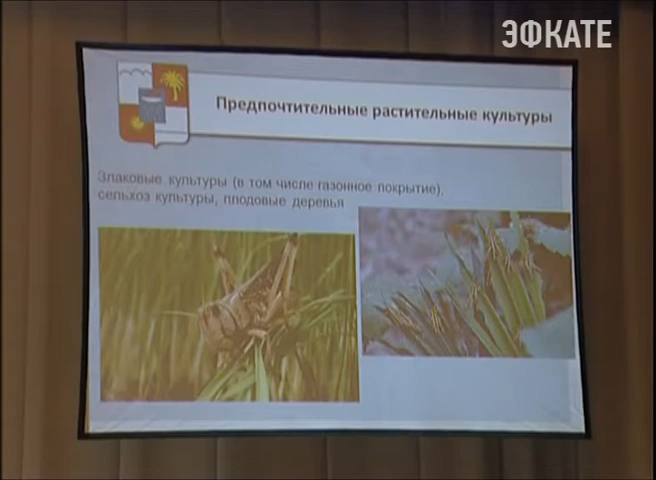 ЭФКАТЕ
Предпочтительные растительные культуры
Злаковые культуры (в том числе газонное покрытие),
сельхоз культуры, плодовые деревья